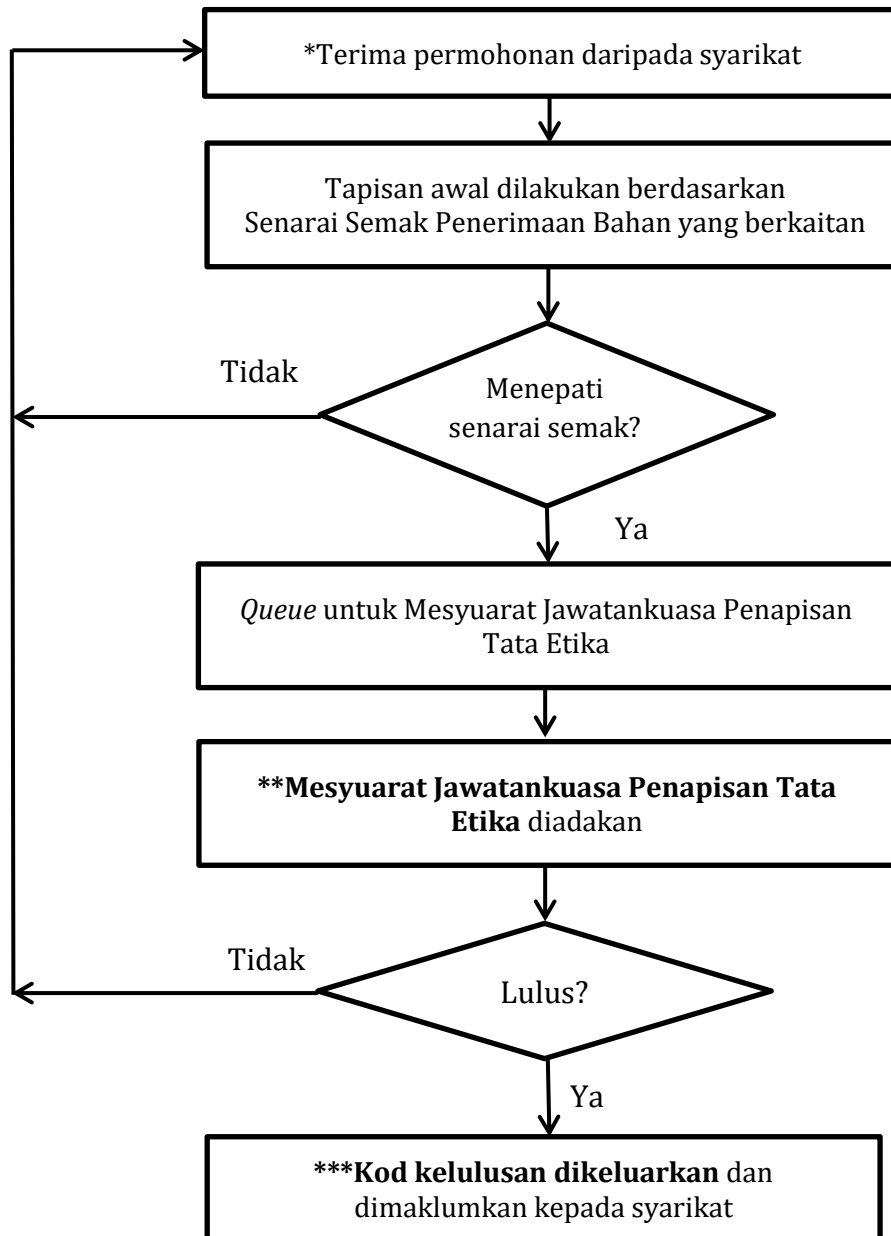 *Terima permohonan daripada syarikat
Tapisan awal dilakukan berdasarkan
Senarai Semak Penerimaan Bahan yang berkaitan
Tidak
Menepati
senarai semak?
Ya
Queue untuk Mesyuarat Jawatankuasa Penapisan
Tata Etika
**Mesyuarat Jawatankuasa Penapisan Tata
Etika diadakan
Tidak
Lulus?
Ya
***Kod kelulusan dikeluarkan dan
dimaklumkan kepada syarikat